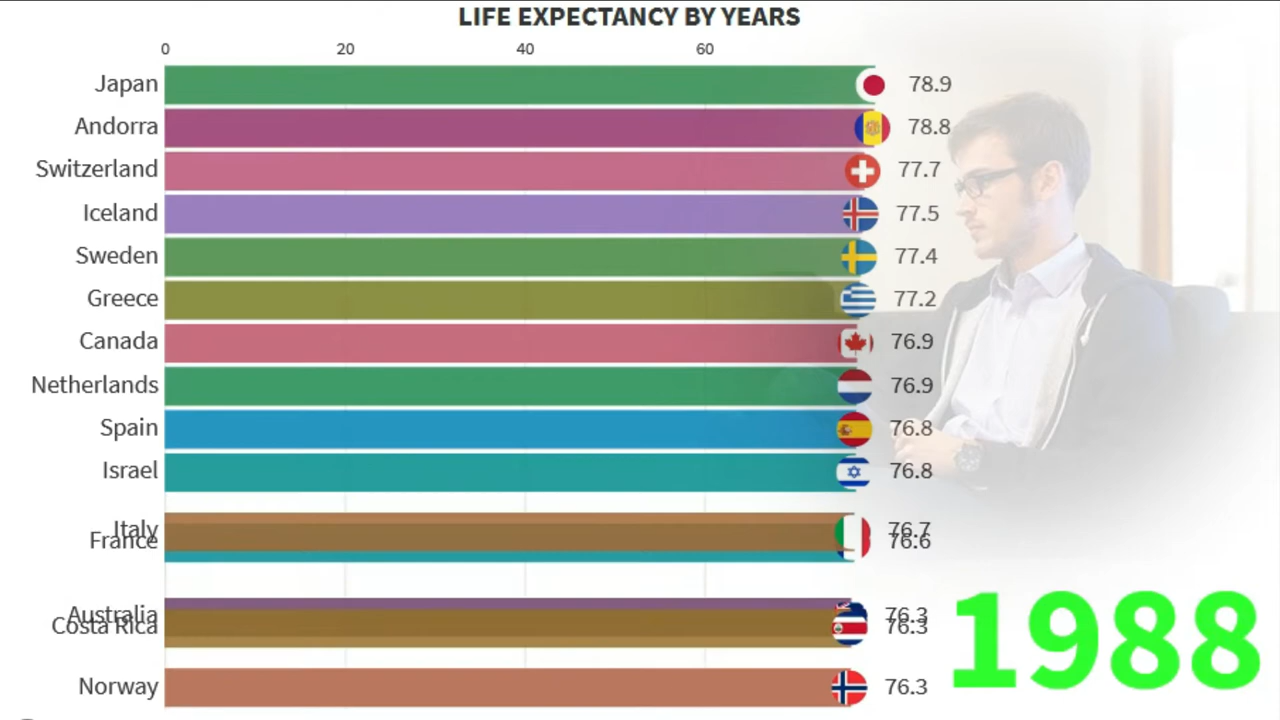 LIFE EXPECTANCY BY YEARS
0 20 40 60
Japan 78.9
Andorra 78.8
Switzerland 77.7
Iceland 77.5
Sweden 77.4
Greece 77.2
Canada 76.9
Netherlands 76.9
Spain 76.8
Israel 76.8
Italy 76.7
France 76.6
Australia 76.3
Costa Rica 76.3
Norway 76.3
1988